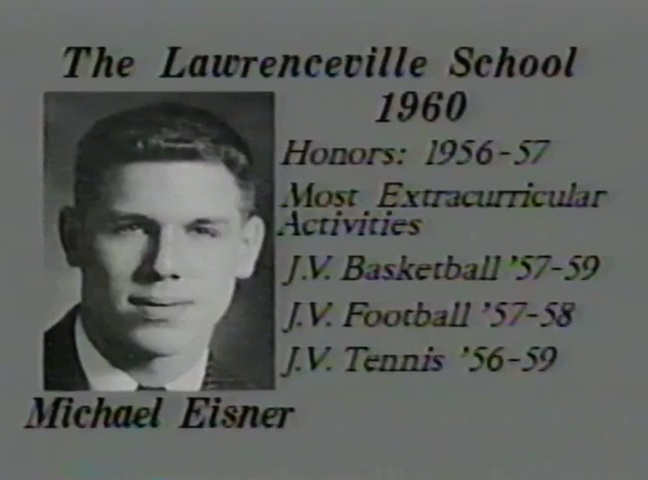 The Lawrenceville School
1960
Honors: 1956-57
Most Extracurricular
Activities
J.V. Basketball '57-59
J.V. Football '57-58
J.V. Tennis '56-59
Michael Eisner